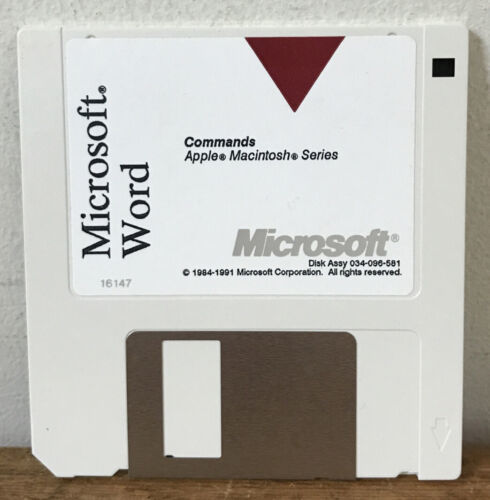 Microsoft®
Word
Commands
Apple® Macintosh® Series
Microsoft®
Disk Assy 034-096-581
© 1984-1991 Microsoft Corporation. All rights reserved.
16147